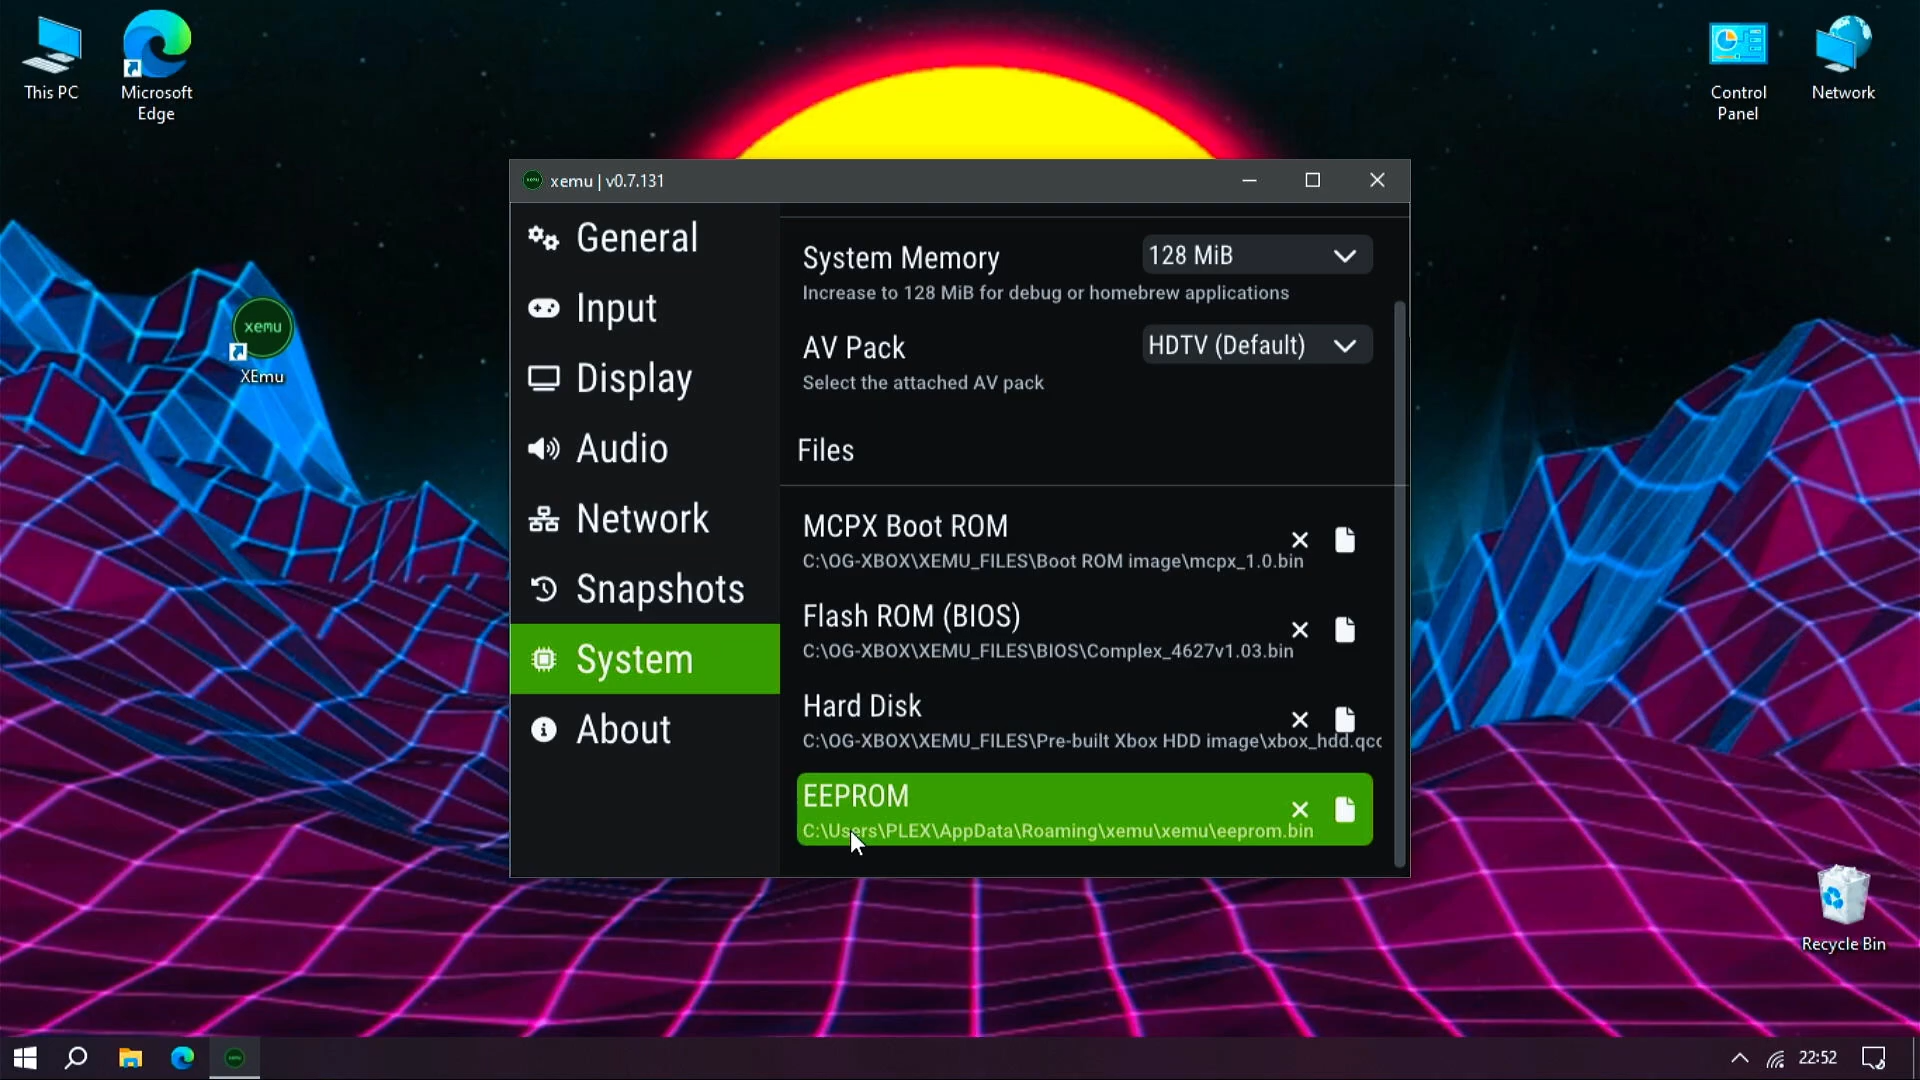 This PC
Microsoft
Edge
Control
Panel
Network
xemu
XEmu
xemu | v0.7.131
General
Input
Display
Audio
Network
Snapshots
System
About
System Memory
128 MiB
Increase to 128 MiB for debug or homebrew applications
AV Pack
HDTV (Default)
Select the attached AV pack
Files
MCPX Boot ROM
C:\OG-XBOX\XEMU_FILES\Boot ROM image\mcpx_1.0.bin
Flash ROM (BIOS)
C:\OG-XBOX\XEMU_FILES\BIOS\Complex_4627v1.03.bin
Hard Disk
C:\OG-XBOX\XEMU_FILES\Pre-built Xbox HDD image\xbox_hdd.qcc
EEPROM
C:\Users\PLEX\AppData\Roaming\xemu\xemu\eeprom.bin
Recycle Bin
22:52